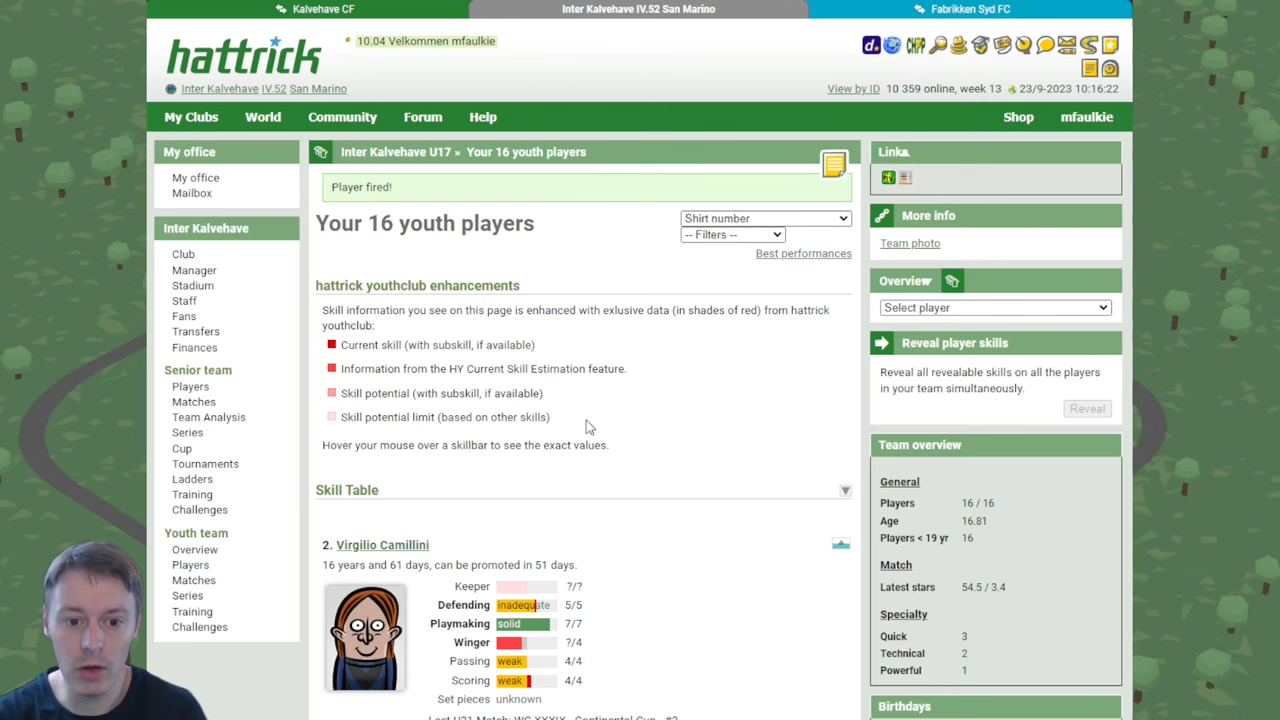 Kalvehave CF
Inter Kalvehave IV.52 San Marino
Fabrikken Syd FC
hattrick
10.04 Velkommen mfaulkie
d.
CHPP
Inter Kalvehave IV.52 San Marino
View by ID 10 359 online, week 13 23/9-2023 10:16:22
My Clubs World Community Forum Help Shop mfaulkie
My office
My office
Mailbox
Inter Kalvehave
Club
Manager
Stadium
Staff
Fans
Transfers
Finances
Senior team
Players
Matches
Team Analysis
Series
Cup
Tournaments
Ladders
Training
Challenges
Youth team
Overview
Players
Matches
Series
Training
Challenges
Inter Kalvehave U17 » Your 16 youth players
Player fired!
Your 16 youth players
Shirt number
-- Filters --
Best performances
hattrick youthclub enhancements
Skill information you see on this page is enhanced with exlusive data (in shades of red) from hattrick
youthclub:
Current skill (with subskill, if available)
Information from the HY Current Skill Estimation feature.
Skill potential (with subskill, if available)
Skill potential limit (based on other skills)
Hover your mouse over a skillbar to see the exact values.
Skill Table
2. Virgilio Camillini
16 years and 61 days, can be promoted in 51 days.
Keeper ?/?
Defending inadequate 5/5
Playmaking solid 7/7
Winger ?/4
Passing weak 4/4
Scoring weak 4/4
Set pieces unknown
Last U21 Match: WC XXXIX - Continental Cup - #2
Links
More info
Team photo
Overview
Select player
Reveal player skills
Reveal all revealable skills on all the players
in your team simultaneously.
Reveal
Team overview
General
Players 16 / 16
Age 16.81
Players < 19 yr 16
Match
Latest stars 54.5 / 3.4
Specialty
Quick 3
Technical 2
Powerful 1
Birthdays